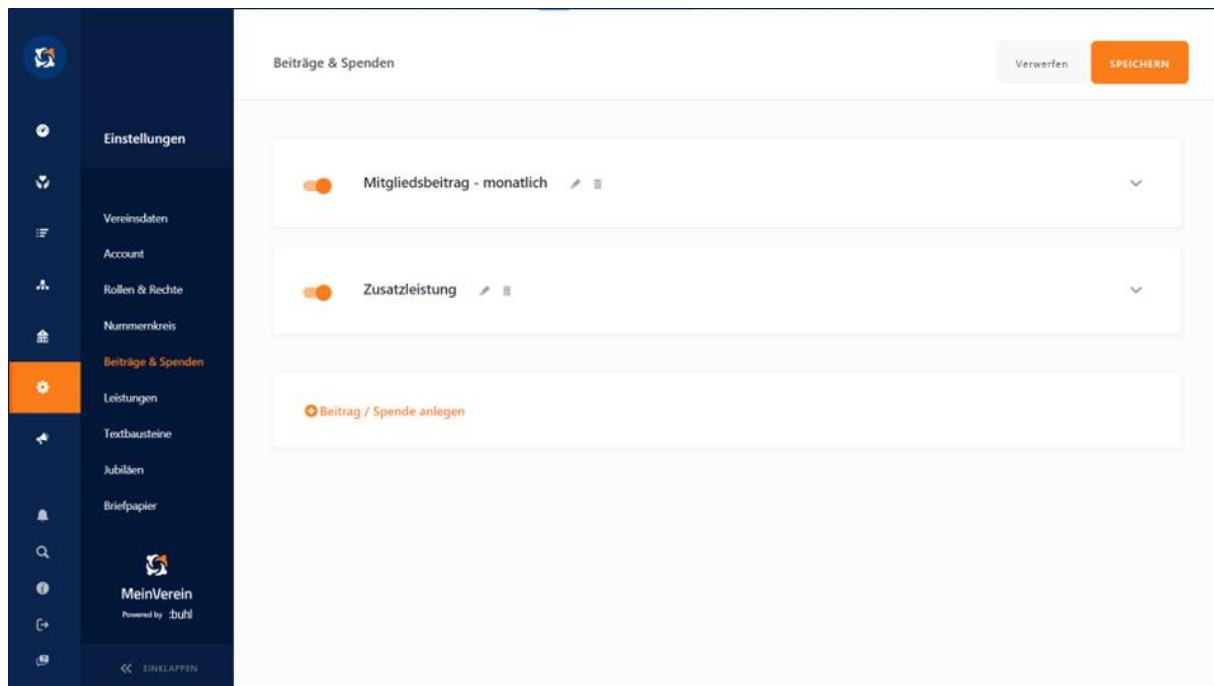 Beiträge & Spenden
Verwerfen
SPEICHERN
Einstellungen
Vereinsdaten
Account
Rollen & Rechte
Nummernkreis
Beiträge & Spenden
Leistungen
Textbausteine
Jubiläen
Briefpapier
MeinVerein
Powered by :buhl
EINKLAPPEN
Mitgliedsbeitrag - monatlich
Zusatzleistung
Beitrag / Spende anlegen